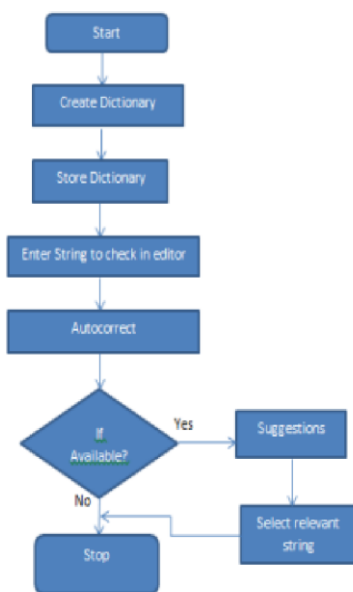 Start
Create Dictionary
Store Dictionary
Enter String to check in editor
Autocorrect
If
Available?
Yes
Suggestions
No
Select relevant
string
Stop